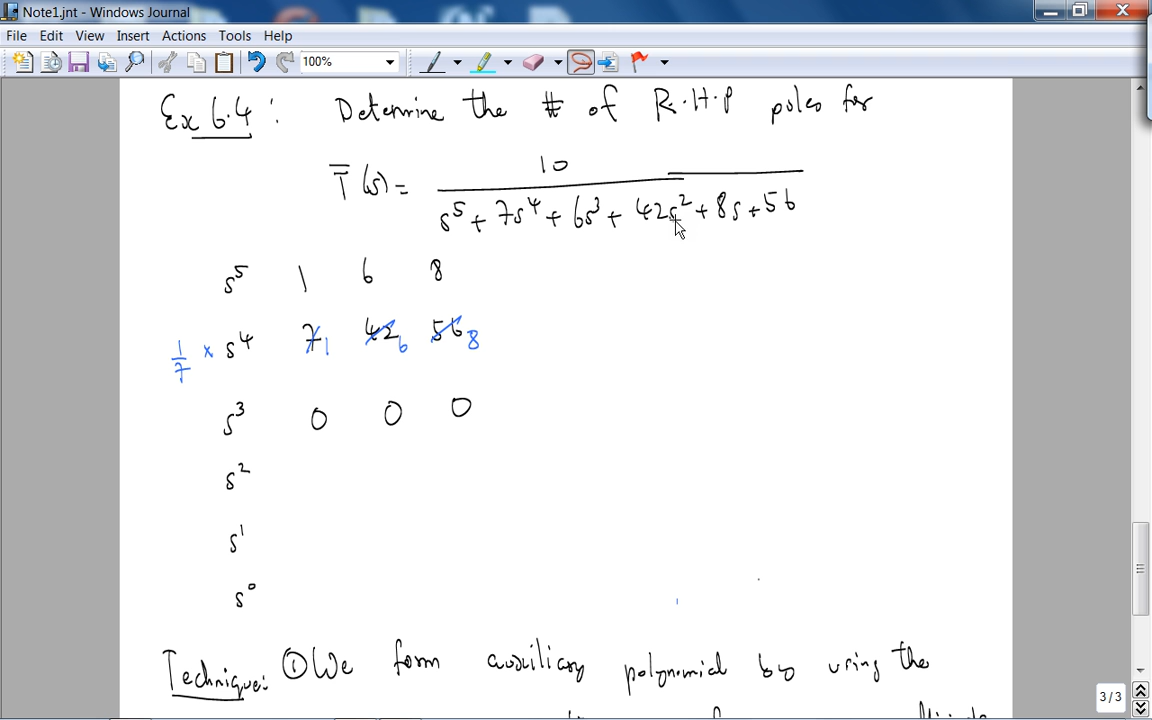 Note1.jnt - Windows Journal
File Edit View Insert Actions Tools Help
100%
Ex 6.4 : Determine the # of R.H.P poles for
T(s) = 10
s⁵ + 7s⁴ + 6s³ + 42s² + 8s + 56
s⁵ 1 6 8
1/7 × s⁴ 7 1 42 6 56 8
s³ 0 0 0
s²
s¹
s⁰
Technique: ① We form auxiliary polynomial by using the
3/3